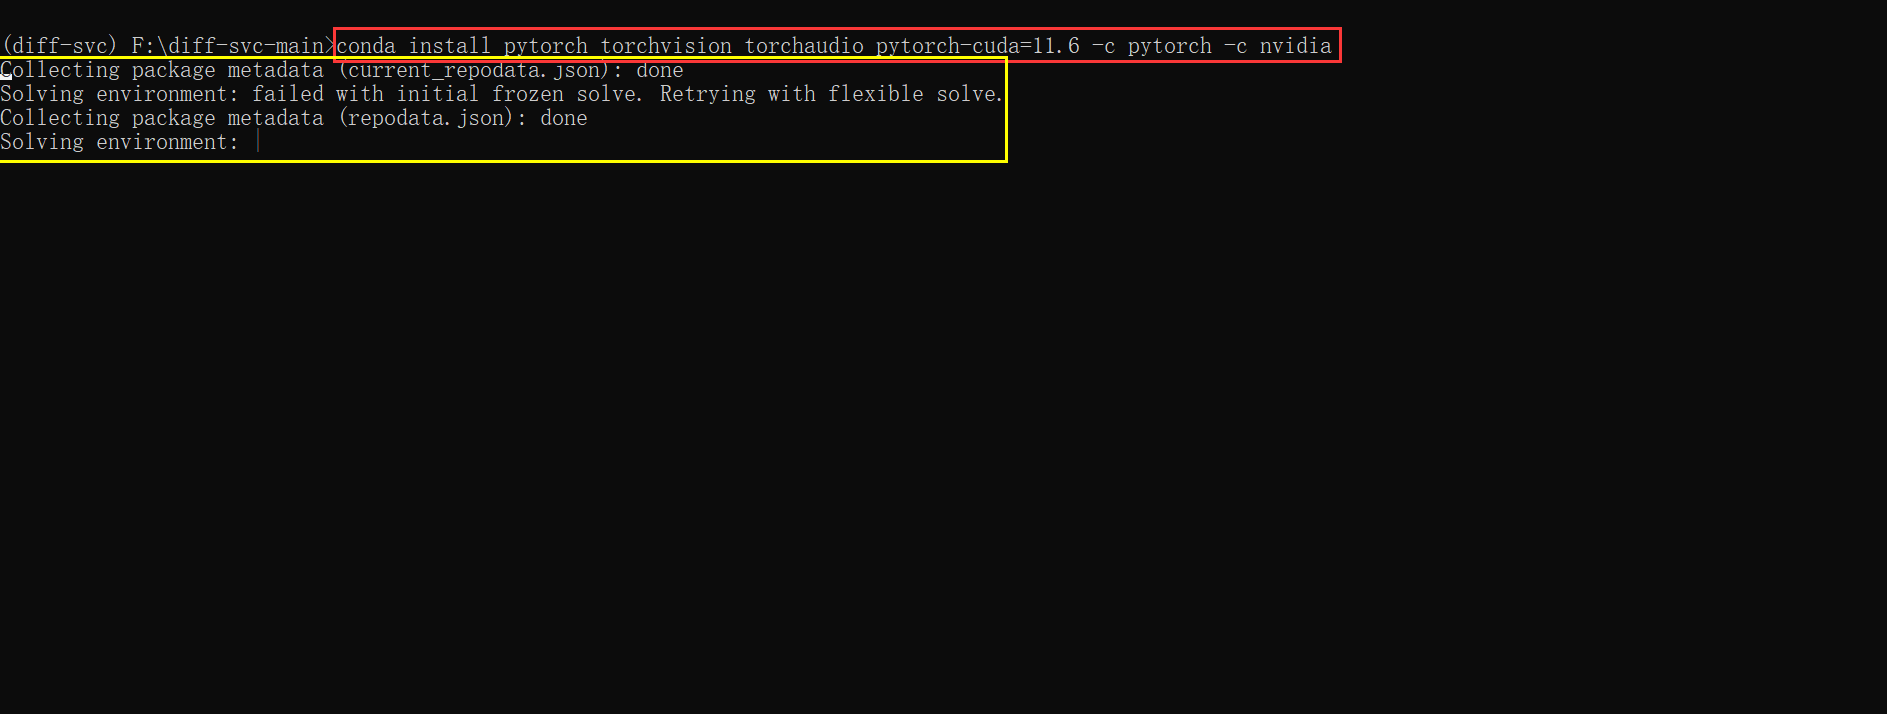 (diff-svc) F:\diff-svc-main>conda install pytorch torchvision torchaudio pytorch-cuda=11.6 -c pytorch -c nvidia
Collecting package metadata (current_repodata.json): done
Solving environment: failed with initial frozen solve. Retrying with flexible solve.
Collecting package metadata (repodata.json): done
Solving environment: |